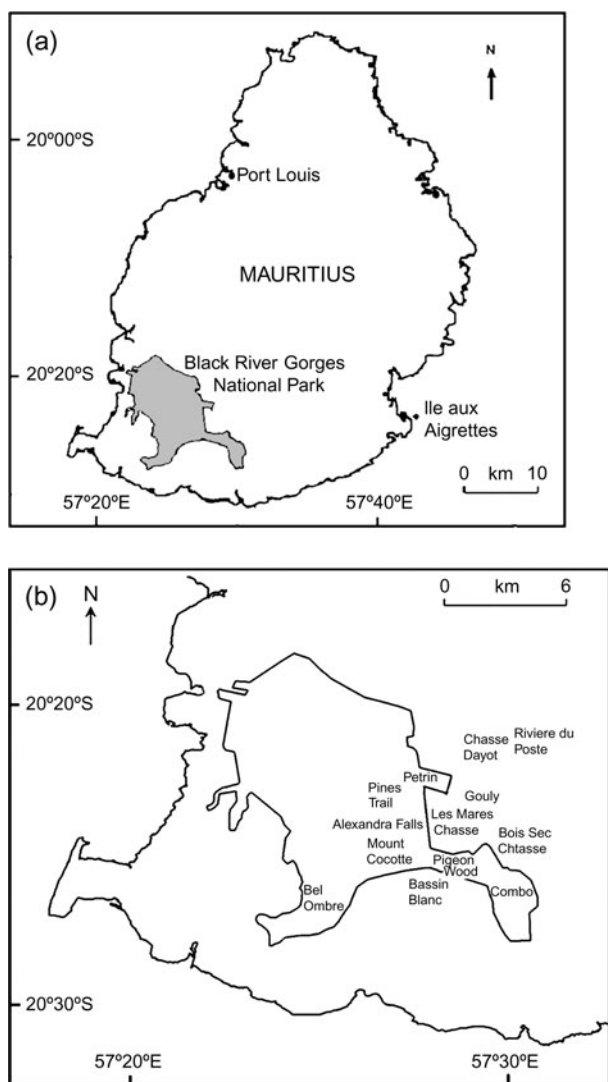 (a)
N
20ºOOºS
Port Louis
MAURITIUS
20º20ºS
Black River Gorges
National Park
Ile aux
Aigrettes
0 km 10
57º20ºE
57º40ºE
(b)
N
0 km 6
20º20ºS
Chasse
Dayot
Riviere du
Poste
Petrin
Pines
Trail
Gouly
Les Mares
Chasse
Alexandra Falls
Bois Sec
Chtasse
Mount
Cocotte
Pigeon
Wood
Bel
Ombre
Bassin
Blanc
Combo
20º30ºS
57º20ºE
57º30ºE